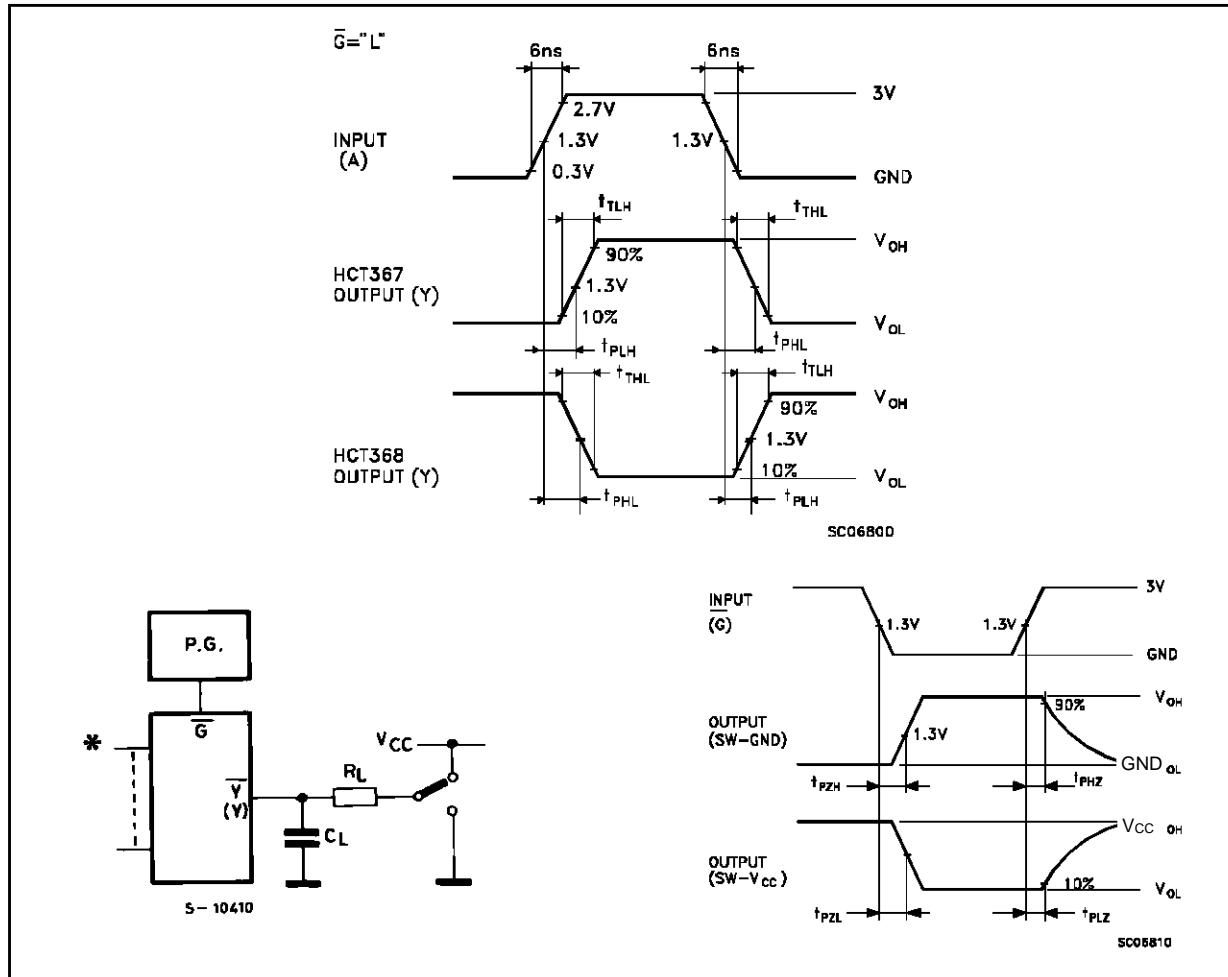 G="L"
6ns 6ns
3V
2.7V
INPUT
(A)
1.3V 1.3V
0.3V
GND
tTLH tTHL
VOH
90%
HCT367
OUTPUT (Y)
1.3V
10%
VOL
tPLH tPHL
tTHL tTLH
VOH
90%
1.3V
HCT368
OUTPUT (Y)
10%
VOL
tPHL tPLH
SC06800
P.G.
G
*
VCC
RL
Y
(Y)
CL
S-10410
INPUT
(G)
3V
1.3V 1.3V
GND
VOH
90%
OUTPUT
(SW-GND)
1.3V
GND OL
tPZH tPHZ
VCC OH
OUTPUT
(SW-VCC)
10%
VOL
tPZL tPLZ
SC06810